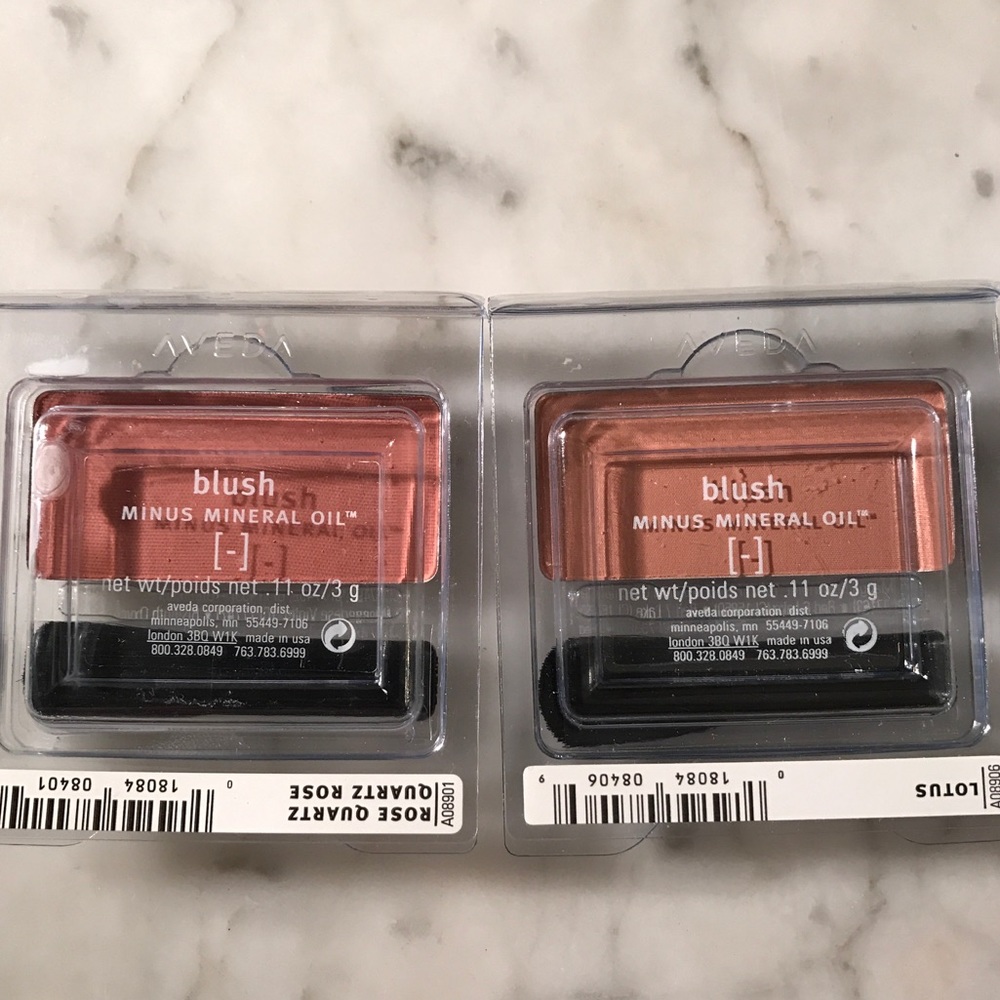 AVEDA
blush
MINUS MINERAL OIL™
[-]
net wt/poids net .11 oz/3 g
aveda corporation, dist.
minneapolis, mn 55449-7106
london 3BQ W1K made in usa
800.328.0849 763.783.6999
ROSE QUARTZ
QUARTZ ROSE
A08901
0 18084 08401
AVEDA
blush
MINUS MINERAL OIL™
[-]
net wt/poids net .11 oz/3 g
aveda corporation dist.
minneapolis, mn 55449-7106
london 3BQ W1K made in usa
800.328.0849 763.783.6999
LOTUS
A08906
0 18084 08406 9